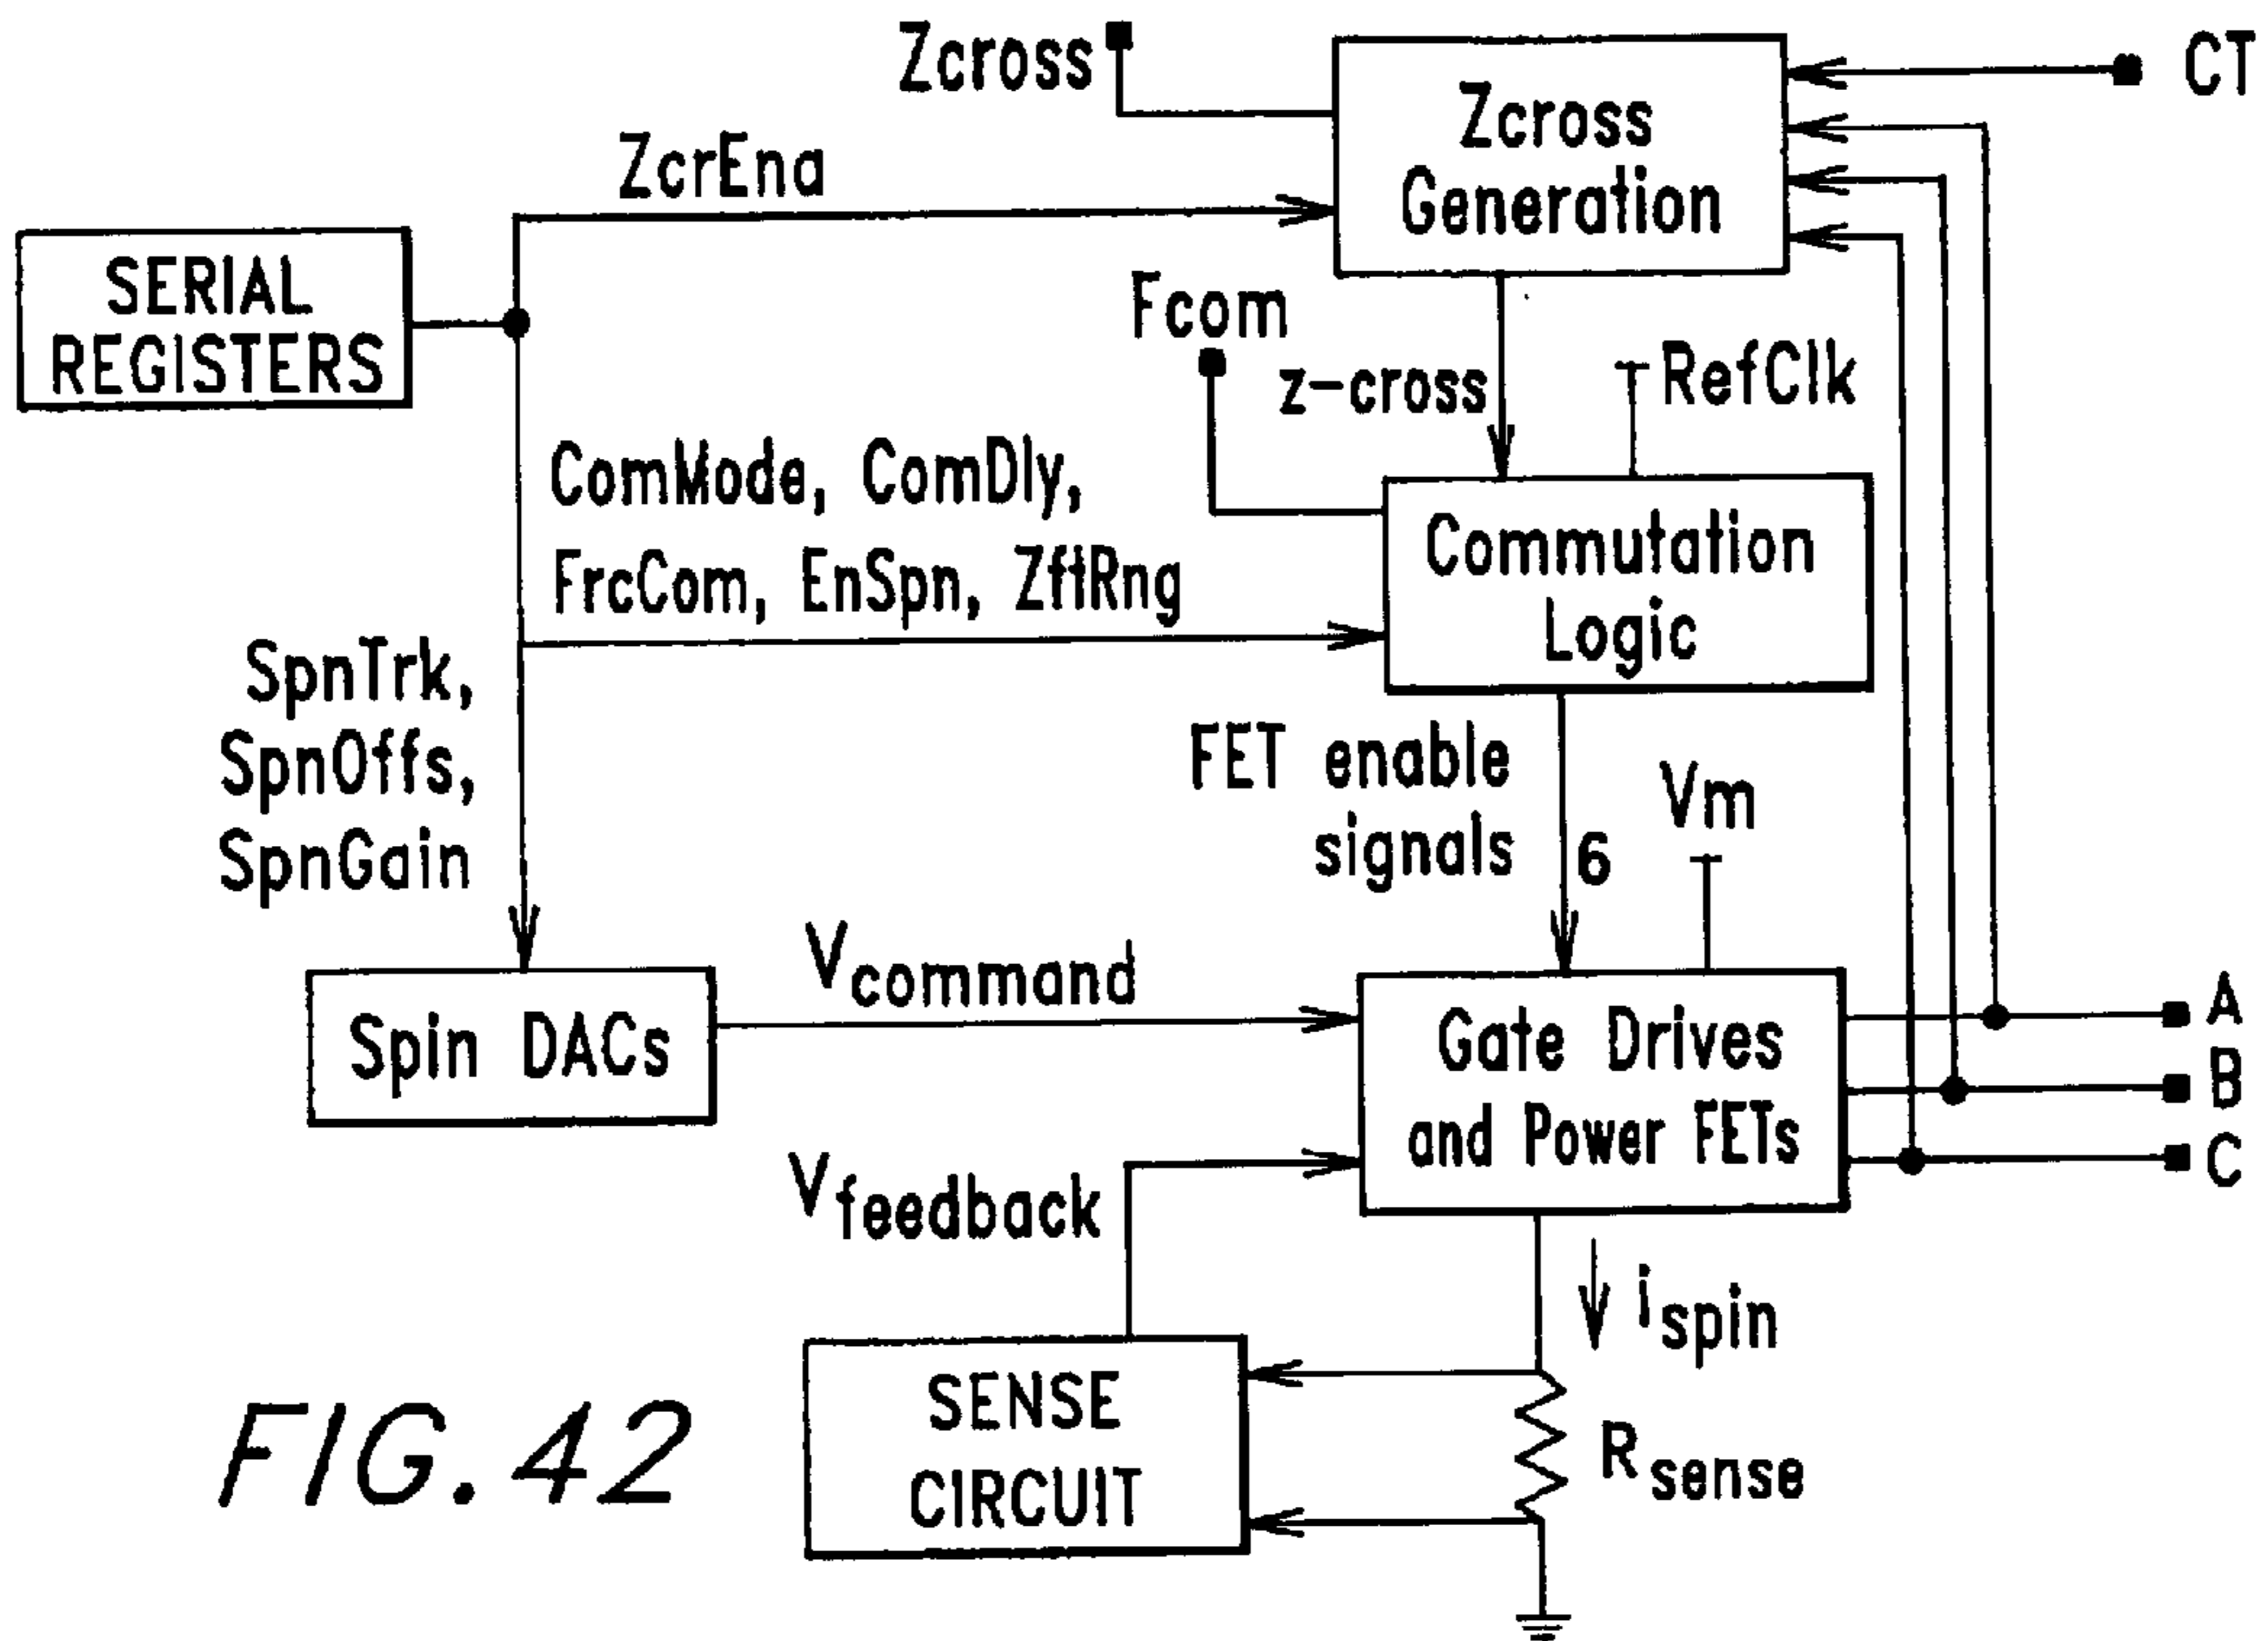 Zcross
Zcross
Generation
CT
ZcrEna
SERIAL
REGISTERS
Fcom
z-cross
RefClk
ComMode, ComDly,
FrcCom, EnSpn, ZftRng
Commutation
Logic
SpnTrk,
SpnOffs,
SpnGain
FET enable
signals
6
Vm
Vcommand
Spin DACs
Gate Drives
and Power FETs
A
B
C
Vfeedback
ispin
SENSE
CIRCUIT
Rsense
FIG.42